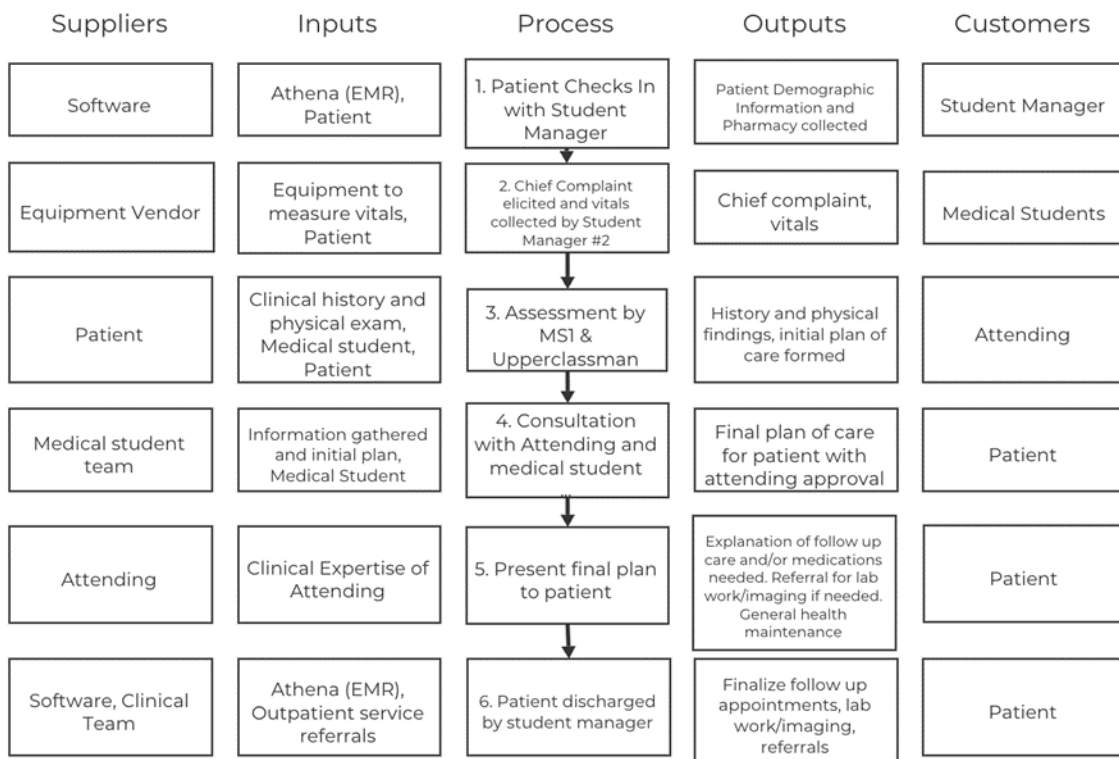 Suppliers
Inputs
Process
Outputs
Customers
Software
Athena (EMR),
Patient
1. Patient Checks In
with Student
Manager
Patient Demographic
Information and
Pharmacy collected
Student Manager
Equipment Vendor
Equipment to
measure vitals,
Patient
2. Chief Complaint
elicited and vitals
collected by Student
Manager #2
Chief complaint,
vitals
Medical Students
Patient
Clinical history and
physical exam,
Medical student,
Patient
3. Assessment by
MS1 &
Upperclassman
History and physical
findings, initial plan of
care formed
Attending
Medical student
team
Information gathered
and initial plan,
Medical Student
4. Consultation
with Attending and
medical student
Final plan of care
for patient with
attending approval
Patient
Attending
Clinical Expertise of
Attending
5. Present final plan
to patient
Explanation of follow up
care and/or medications
needed. Referral for lab
work/imaging if needed.
General health
maintenance
Patient
Software, Clinical
Team
Athena (EMR),
Outpatient service
referrals
6. Patient discharged
by student manager
Finalize follow up
appointments, lab
work/imaging,
referrals
Patient